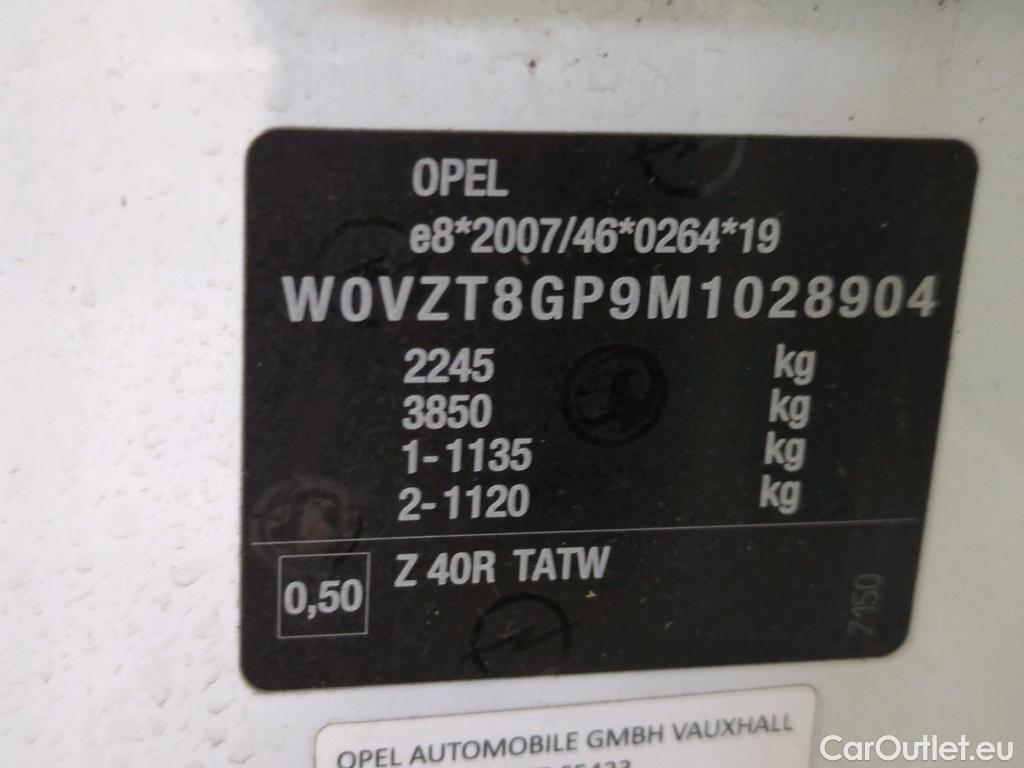 OPEL
e8*2007/46*0264*19
W0VZT8GP9M1028904
2245 kg
3850 kg
1-1135 kg
2-1120 kg
0,50 Z 40R TATW
7150
OPEL AUTOMOBILE GMBH VAUXHALL
65423
CarOutlet.eu